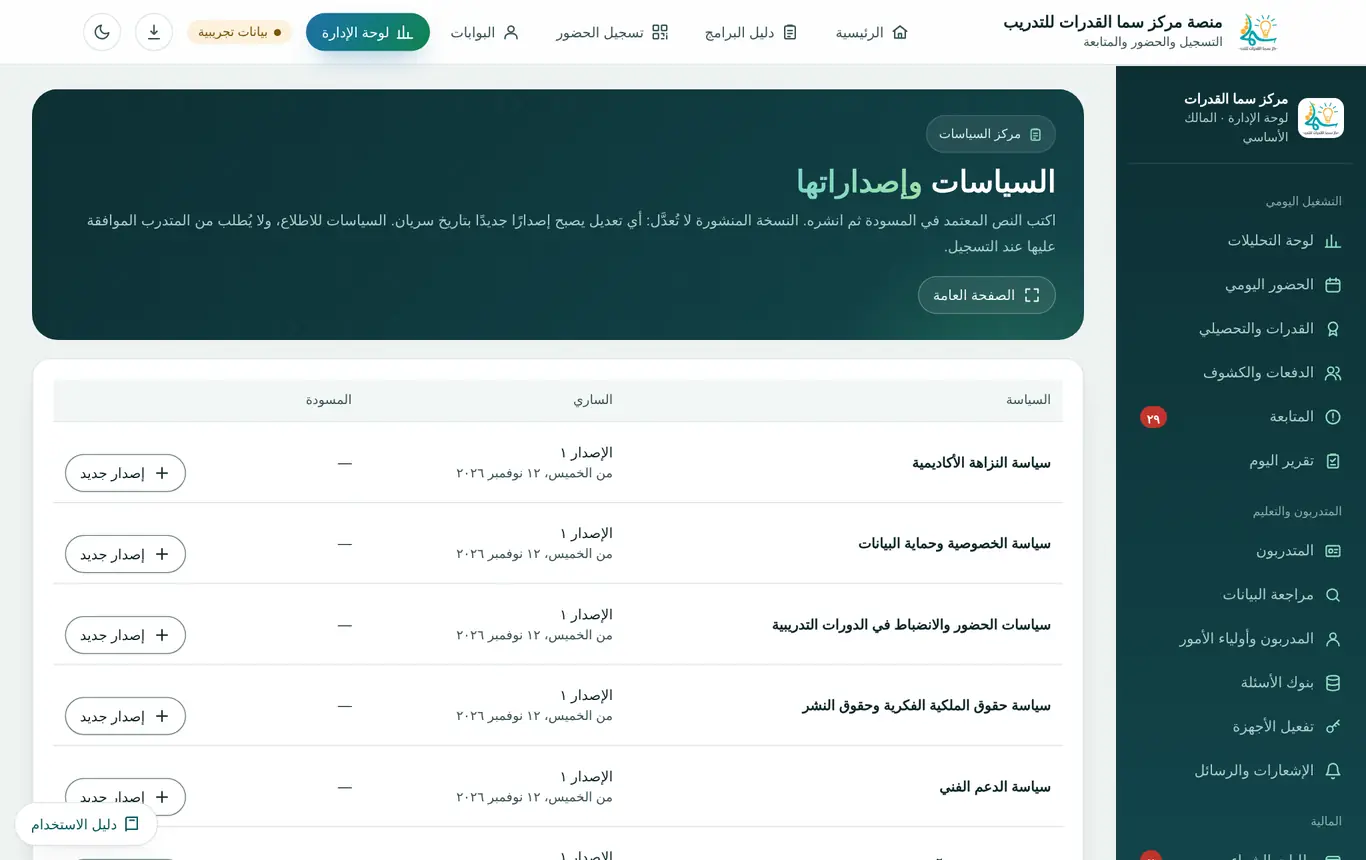 منصة مركز سما القدرات للتدريب
التسجيل والحضور والمتابعة
الرئيسية
دليل البرامج
تسجيل الحضور
البوابات
لوحة الإدارة
بيانات تجريبية
مركز سما القدرات
لوحة الإدارة · المالك
الأساسي
التشغيل اليومي
لوحة التحليلات
الحضور اليومي
القدرات والتحصيلي
الدفعات والكشوف
المتابعة
٢٩
تقرير اليوم
المتدربون والتعليم
المتدربون
مراجعة البيانات
المدربون وأولياء الأمور
بنوك الأسئلة
تفعيل الأجهزة
الإشعارات والرسائل
المالية
مركز السياسات
السياسات وإصداراتها
اكتب النص المعتمد في المسودة ثم انشره. النسخة المنشورة لا تُعدَّل: أي تعديل يصبح إصدارًا جديدًا بتاريخ سريان. السياسات للاطلاع، ولا يُطلب من المتدرب الموافقة
عليها عند التسجيل.
الصفحة العامة
السياسة الساري المسودة
سياسة النزاهة الأكاديمية
الإصدار ١
من الخميس، ١٢ نوفمبر ٢٠٢٦
—
إصدار جديد
سياسة الخصوصية وحماية البيانات
الإصدار ١
من الخميس، ١٢ نوفمبر ٢٠٢٦
—
إصدار جديد
سياسات الحضور والانضباط في الدورات التدريبية
الإصدار ١
من الخميس، ١٢ نوفمبر ٢٠٢٦
—
إصدار جديد
سياسة حقوق الملكية الفكرية وحقوق النشر
الإصدار ١
من الخميس، ١٢ نوفمبر ٢٠٢٦
—
إصدار جديد
سياسة الدعم الفني
الإصدار ١
من الخميس، ١٢ نوفمبر ٢٠٢٦
—
إصدار جديد
الإصدار ١
دليل الاستخدام